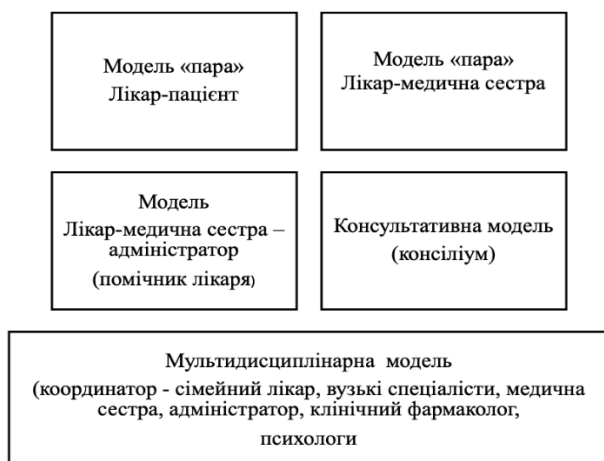 Модель «пара»
Лікар-пацієнт
Модель «пара»
Лікар-медична сестра
Модель
Лікар-медична сестра –
адміністратор
(помічник лікаря)
Консультативна модель
(консіліум)
Мультидисциплінарна модель
(координатор - сімейний лікар, вузькі спеціалісти, медична
сестра, адміністратор, клінічний фармаколог,
психологи